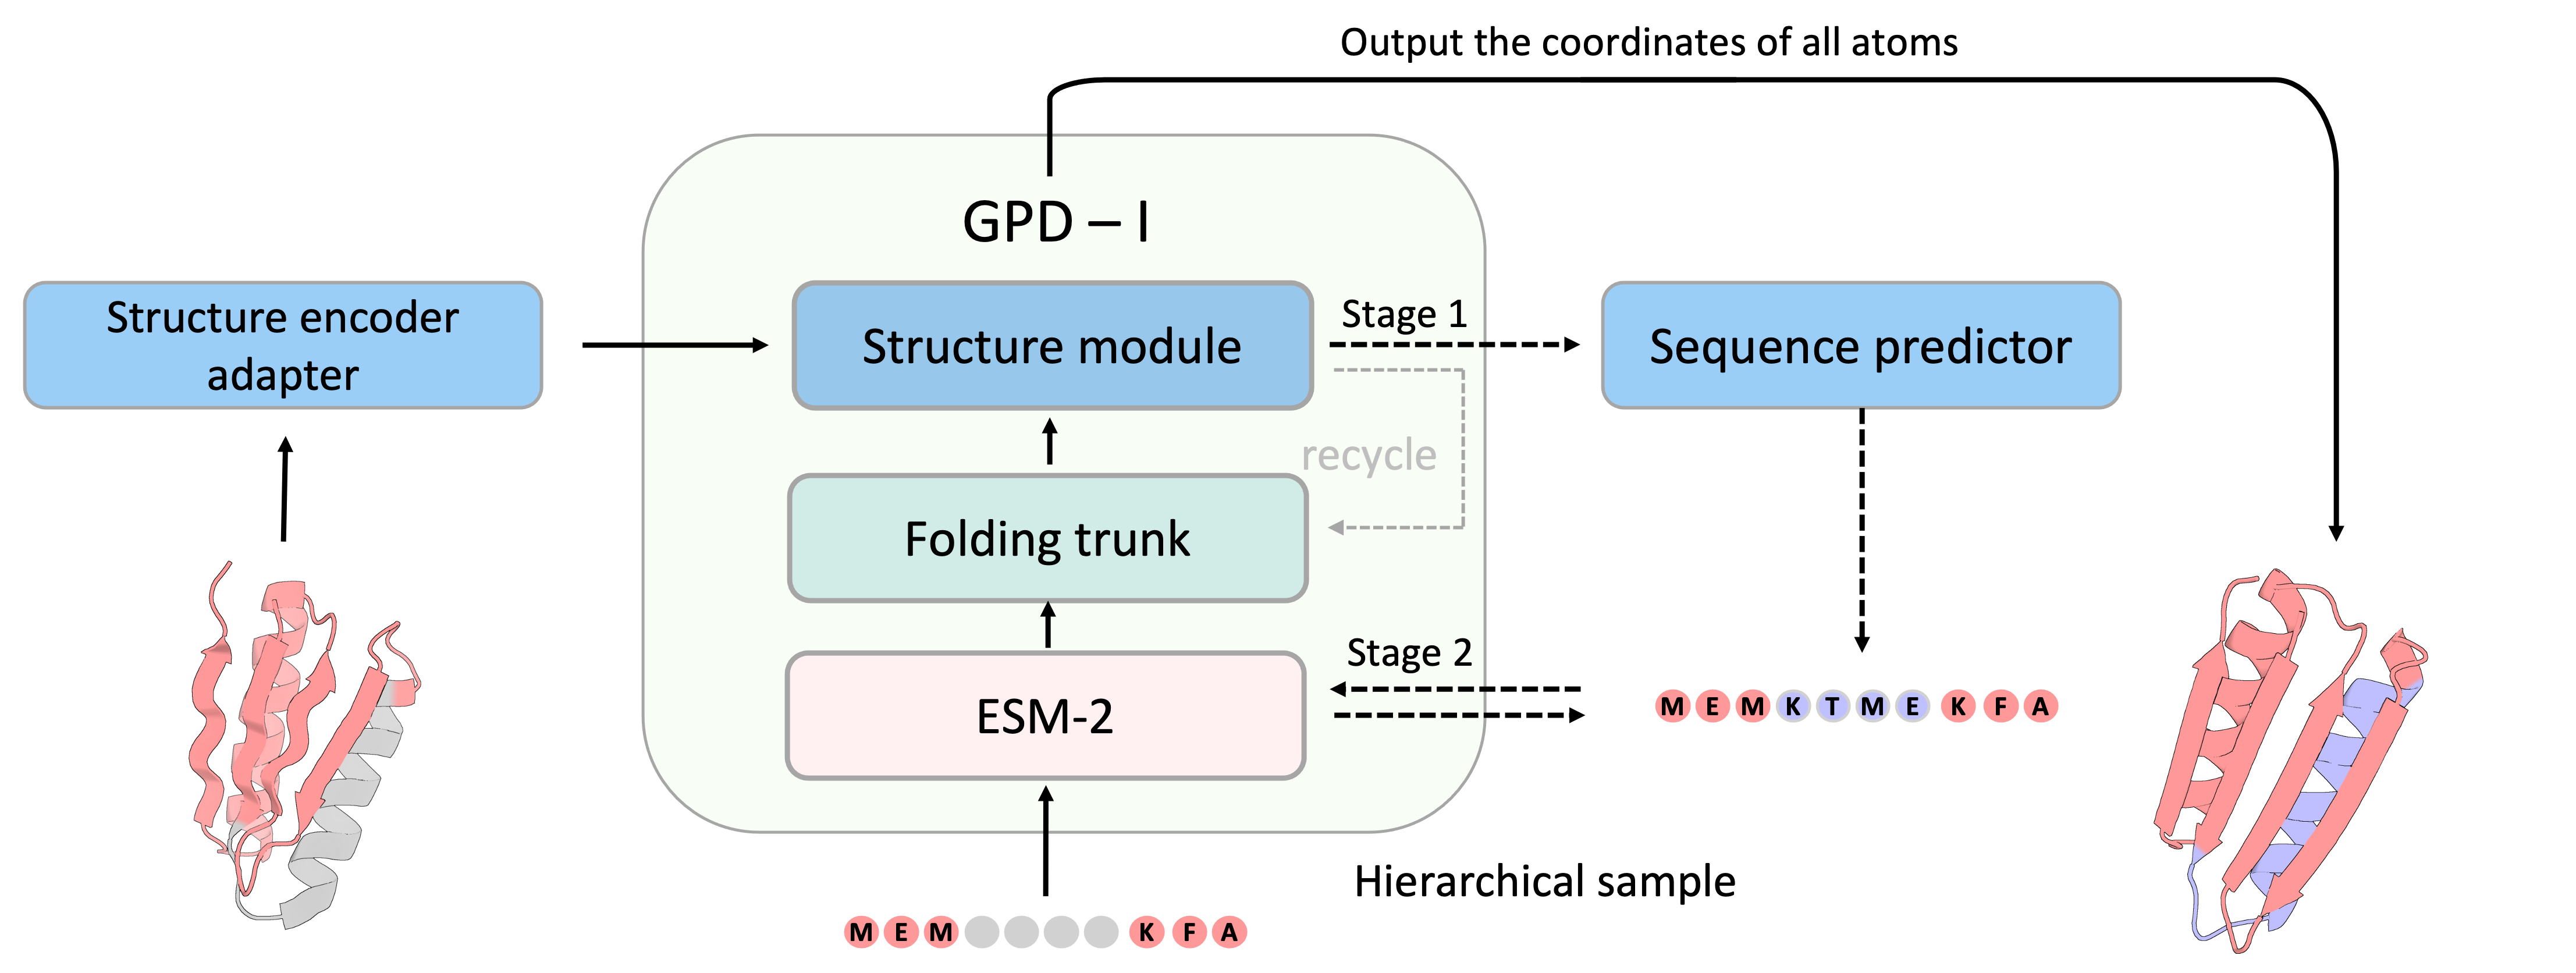 Output the coordinates of all atoms
GPD – I
Structure encoder
adapter
Structure module
Stage 1
Sequence predictor
recycle
Folding trunk
Stage 2
ESM-2
M E M K T M E K F A
Hierarchical sample
M E M K F A